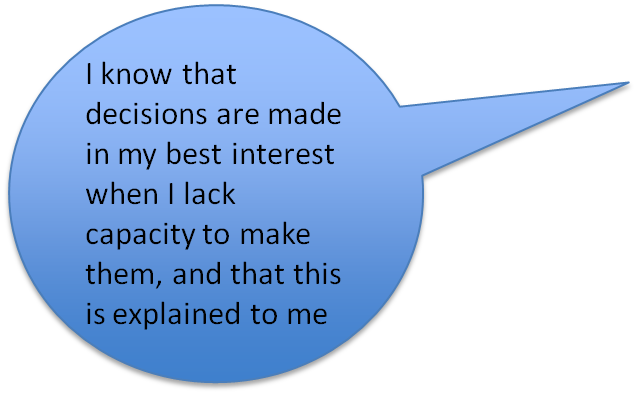 I know that
decisions are made
in my best interest
when I lack
capacity to make
them, and that this
is explained to me